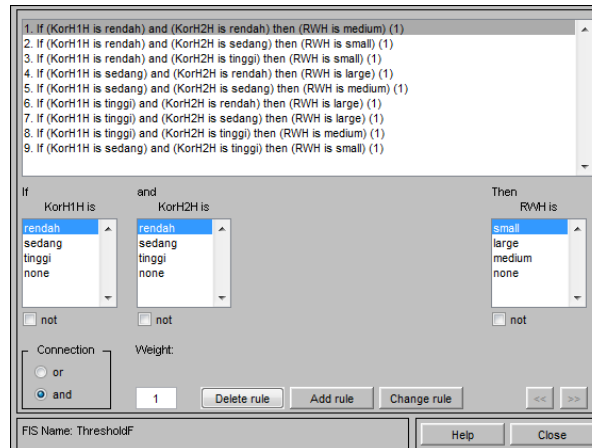 1. If (KorH1H is rendah) and (KorH2H is rendah) then (RWH is medium) (1)
2. If (KorH1H is rendah) and (KorH2H is sedang) then (RWH is small) (1)
3. If (KorH1H is rendah) and (KorH2H is tinggi) then (RWH is small) (1)
4. If (KorH1H is sedang) and (KorH2H is rendah) then (RWH is large) (1)
5. If (KorH1H is sedang) and (KorH2H is sedang) then (RWH is medium) (1)
6. If (KorH1H is tinggi) and (KorH2H is rendah) then (RWH is large) (1)
7. If (KorH1H is tinggi) and (KorH2H is sedang) then (RWH is large) (1)
8. If (KorH1H is tinggi) and (KorH2H is tinggi) then (RWH is medium) (1)
9. If (KorH1H is sedang) and (KorH2H is tinggi) then (RWH is small) (1)
If and Then
KorH1H is KorH2H is RWH is
rendah rendah small
sedang sedang large
tinggi tinggi medium
none none none
not not not
Connection Weight:
or
and 1 Delete rule Add rule Change rule << >>
FIS Name: ThresholdF Help Close